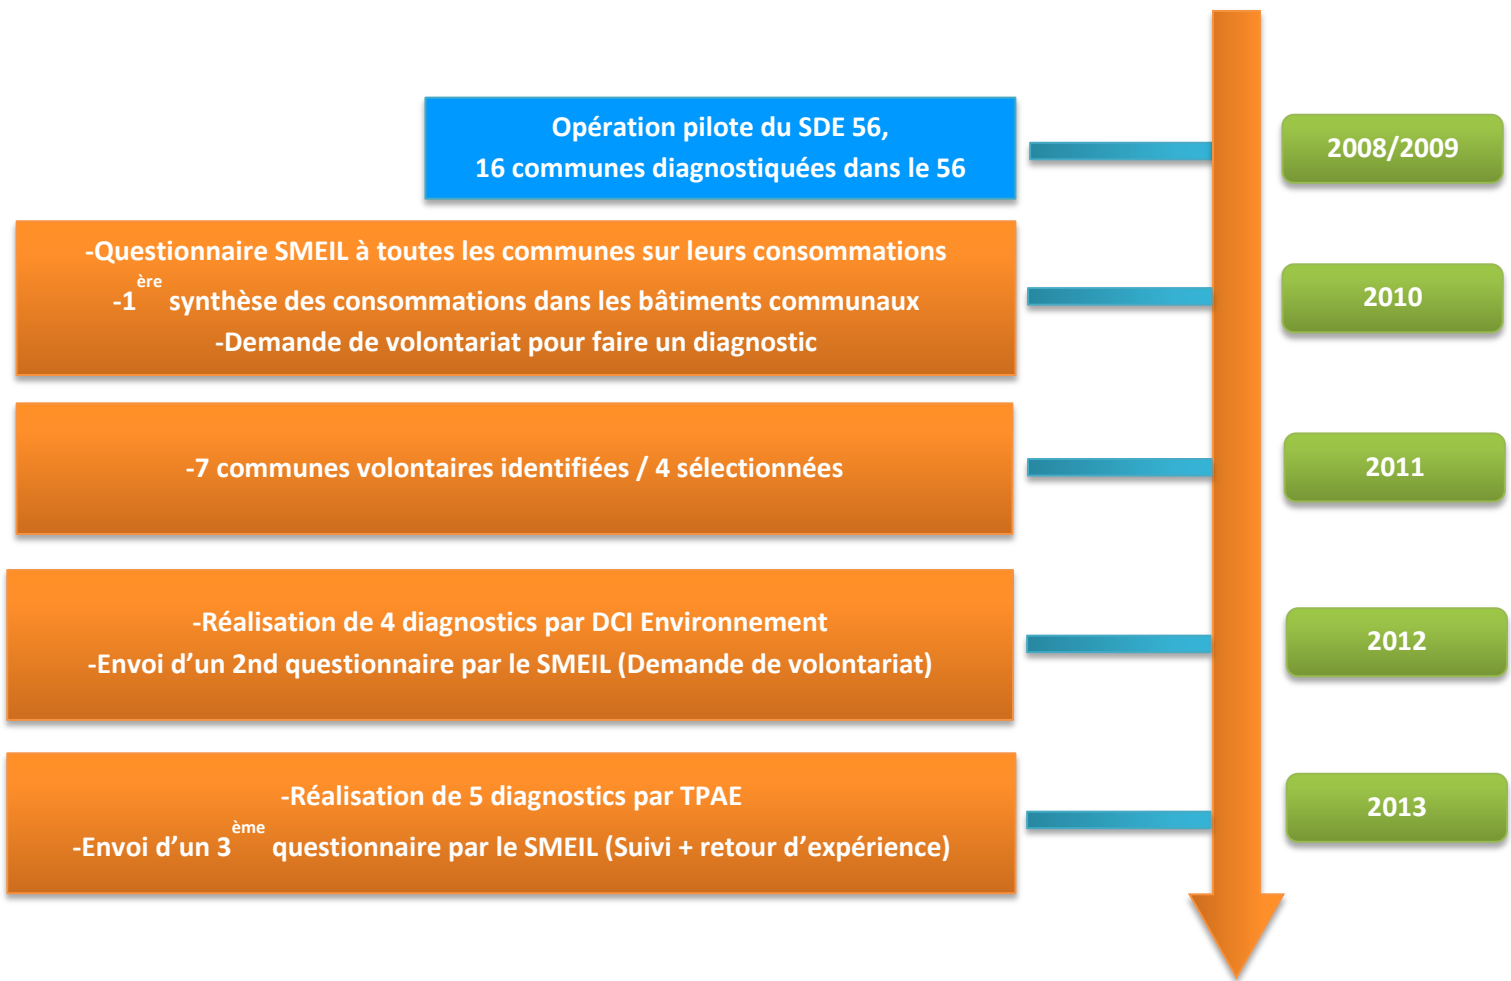 Opération pilote du SDE 56,
16 communes diagnostiquées dans le 56
2008/2009
-Questionnaire SMEIL à toutes les communes sur leurs consommations
-1ère synthèse des consommations dans les bâtiments communaux
-Demande de volontariat pour faire un diagnostic
2010
-7 communes volontaires identifiées / 4 sélectionnées
2011
-Réalisation de 4 diagnostics par DCI Environnement
-Envoi d’un 2nd questionnaire par le SMEIL (Demande de volontariat)
2012
-Réalisation de 5 diagnostics par TPAE
-Envoi d’un 3ème questionnaire par le SMEIL (Suivi + retour d’expérience)
2013